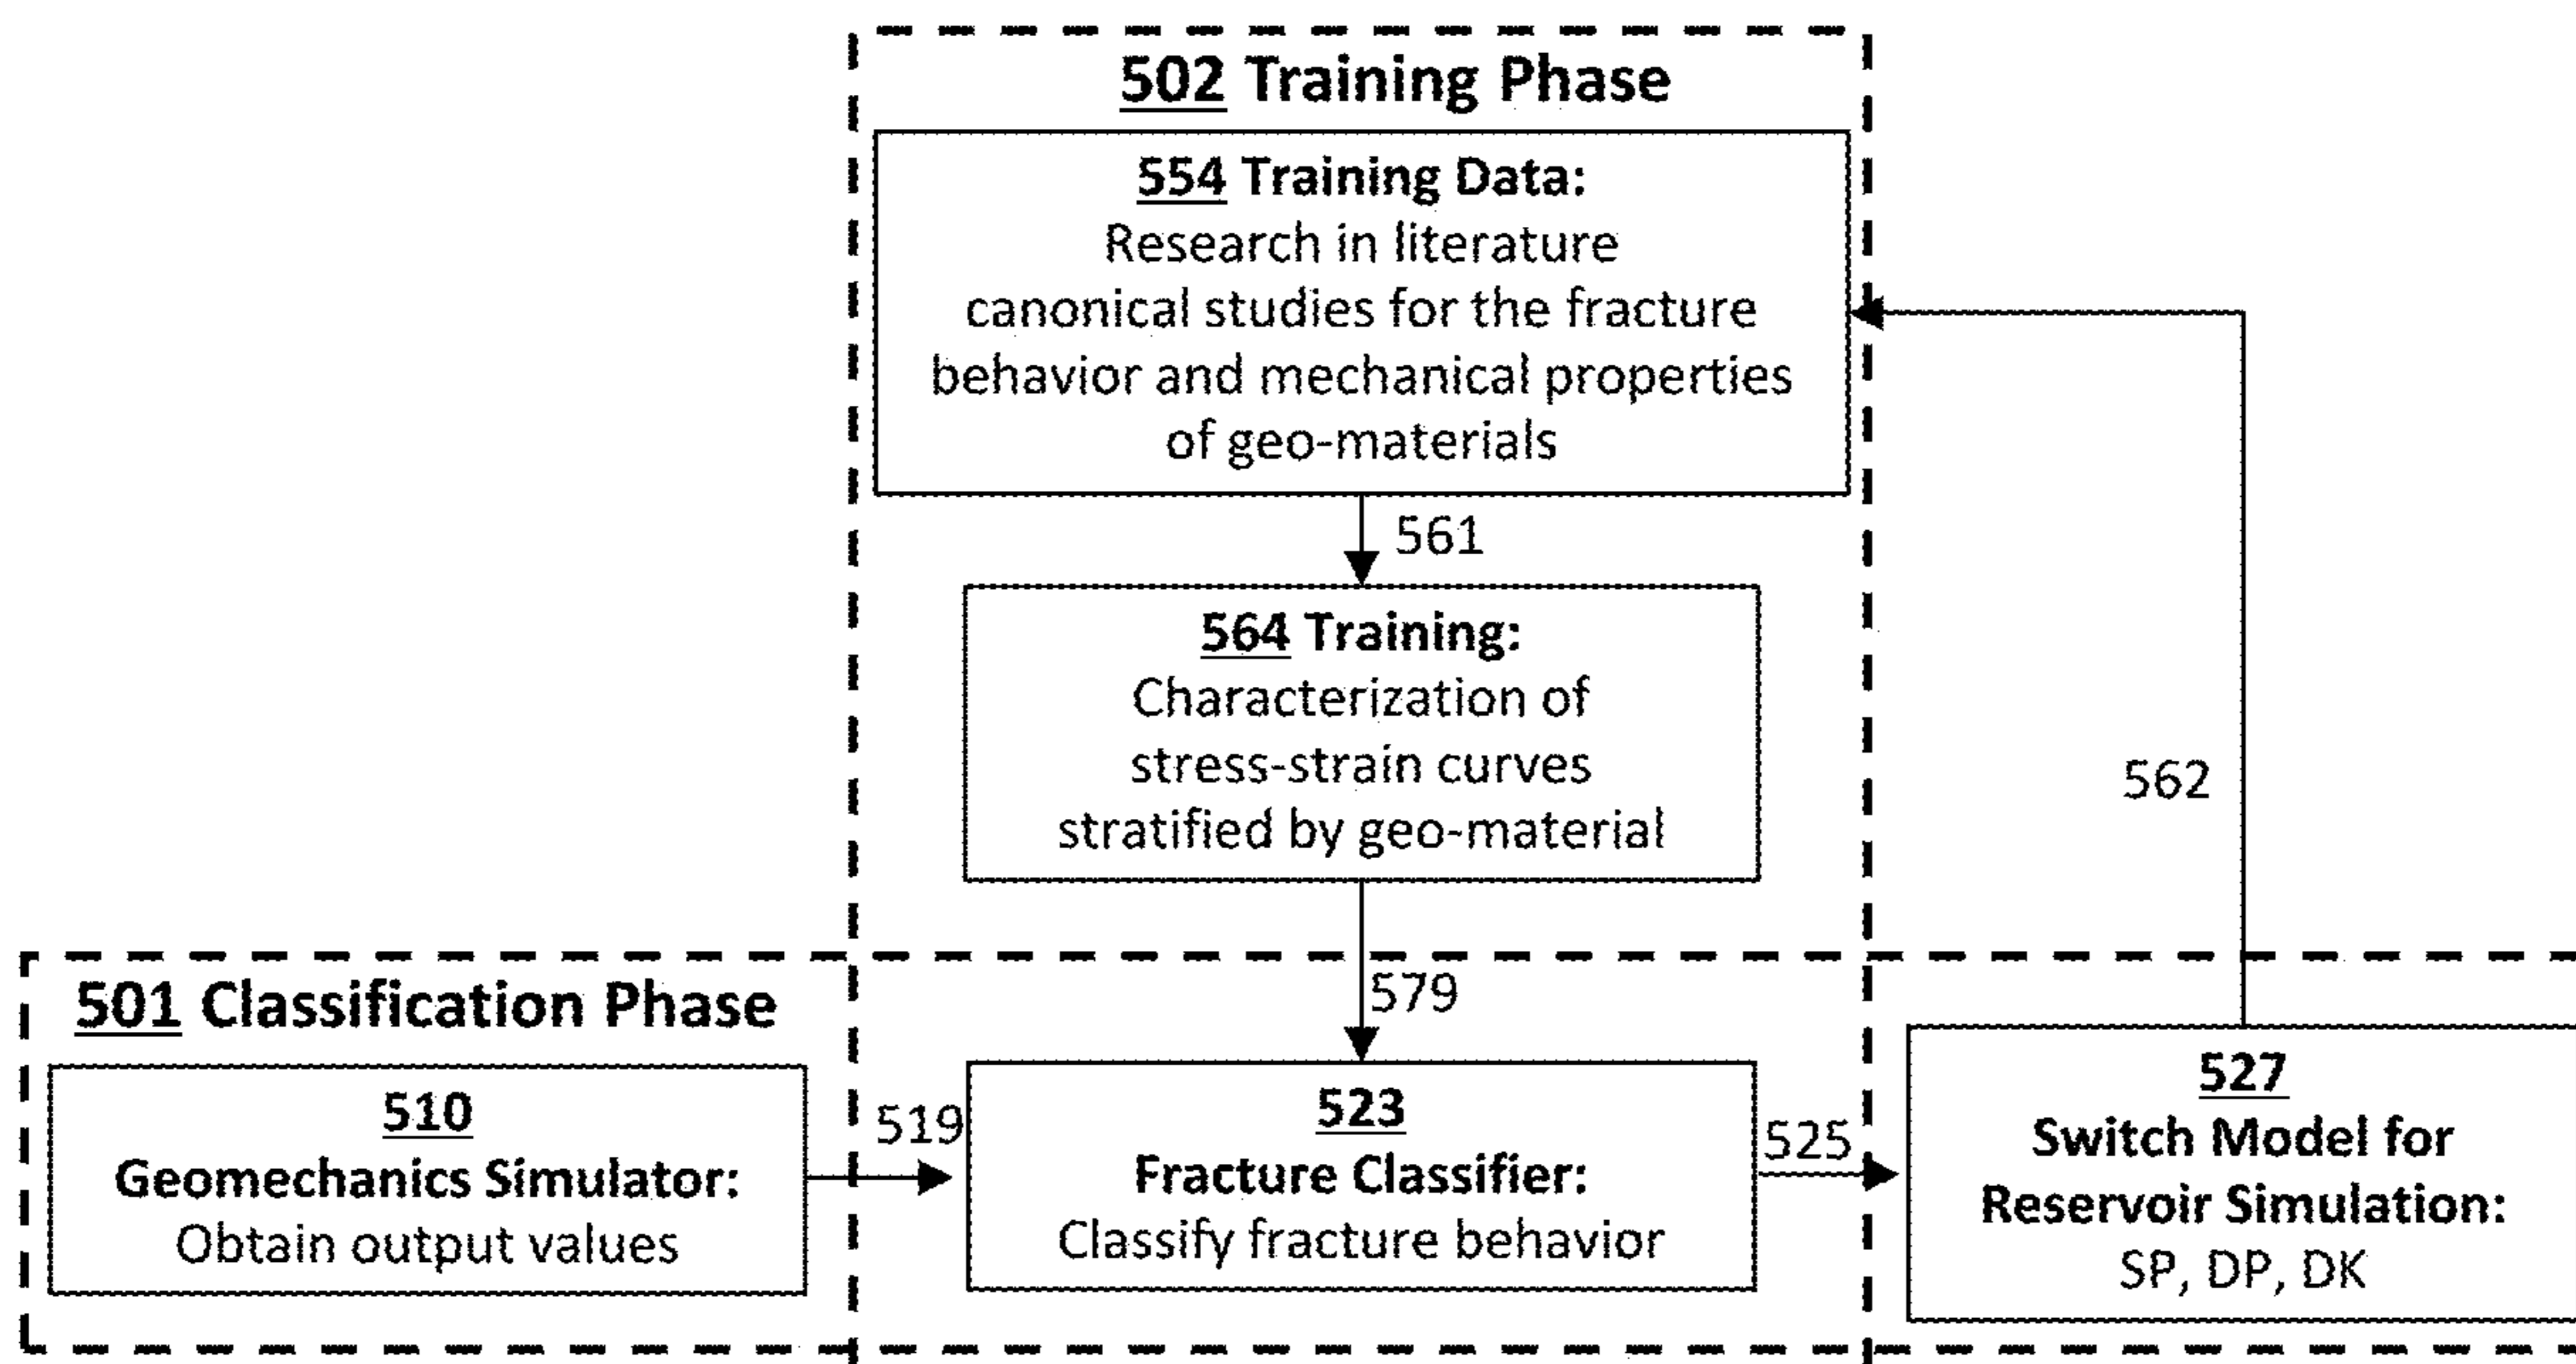 502 Training Phase
554 Training Data:
Research in literature
canonical studies for the fracture
behavior and mechanical properties
of geo-materials
561
564 Training:
Characterization of
stress-strain curves
stratified by geo-material
562
579
501 Classification Phase
510
Geomechanics Simulator:
Obtain output values
519
523
Fracture Classifier:
Classify fracture behavior
525
527
Switch Model for
Reservoir Simulation:
SP, DP, DK